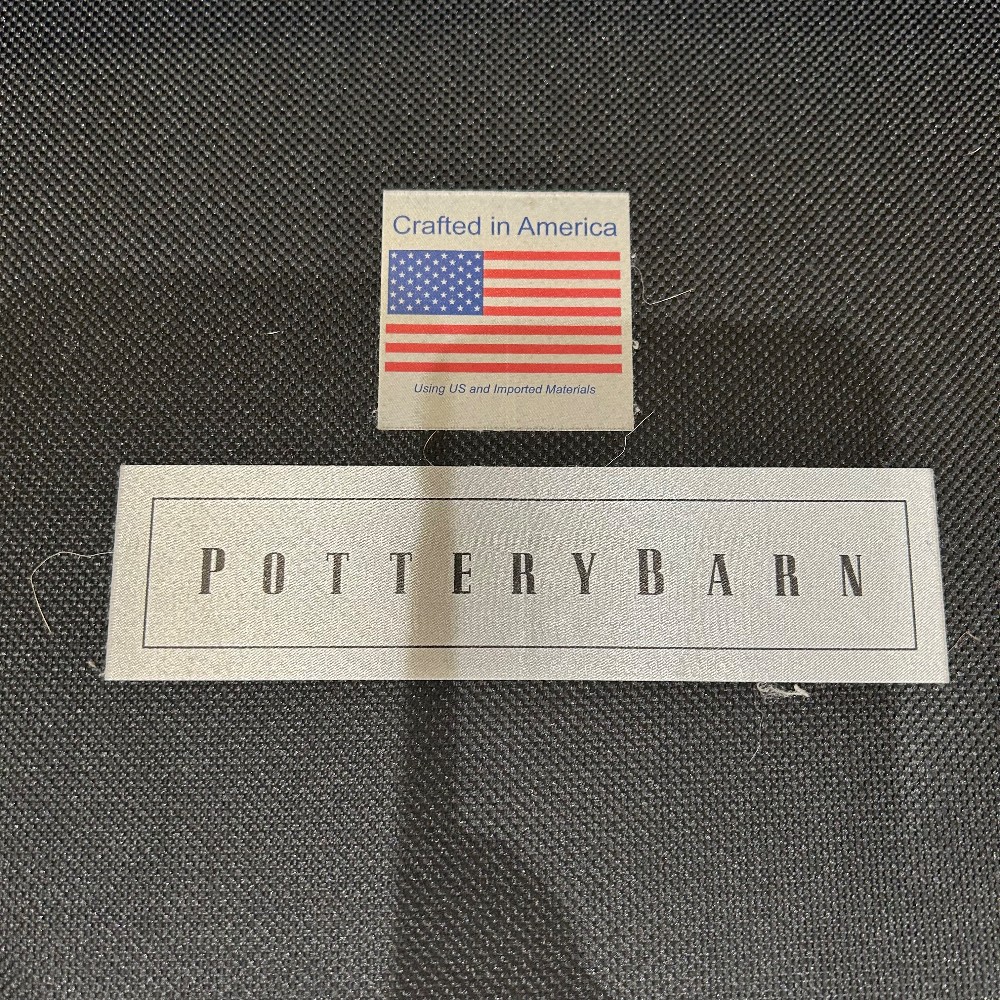 Crafted in America
Using US and Imported Materials
POTTERYBARN